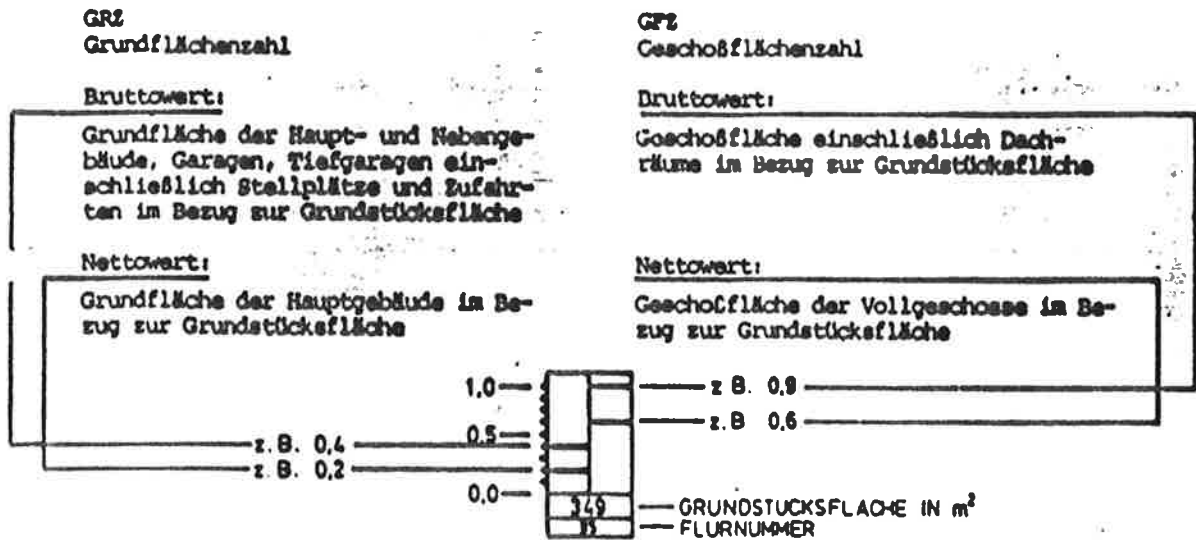 GRZ
Grundflächenzahl
Bruttowert:
Grundfläche der Haupt- und Nebenge-
bäude, Garagen, Tiefgaragen ein-
schließlich Stellplätze und Zufahr-
ten im Bezug zur Grundstücksfläche
Nettowert:
Grundfläche der Hauptgebäude im Be-
zug zur Grundstücksfläche
GFZ
Geschoßflächenzahl
Bruttowert:
Geschoßfläche einschließlich Dach-
räume im Bezug zur Grundstücksfläche
Nettowert:
Geschoßfläche der Vollgeschosse im Be-
zug zur Grundstücksfläche
1,0
0,5
0,0
z.B. 0,4
z.B. 0,2
z B. 0,9
z.B 0,6
349
GRUNDSTUCKSFLACHE IN m²
FLURNUMMER